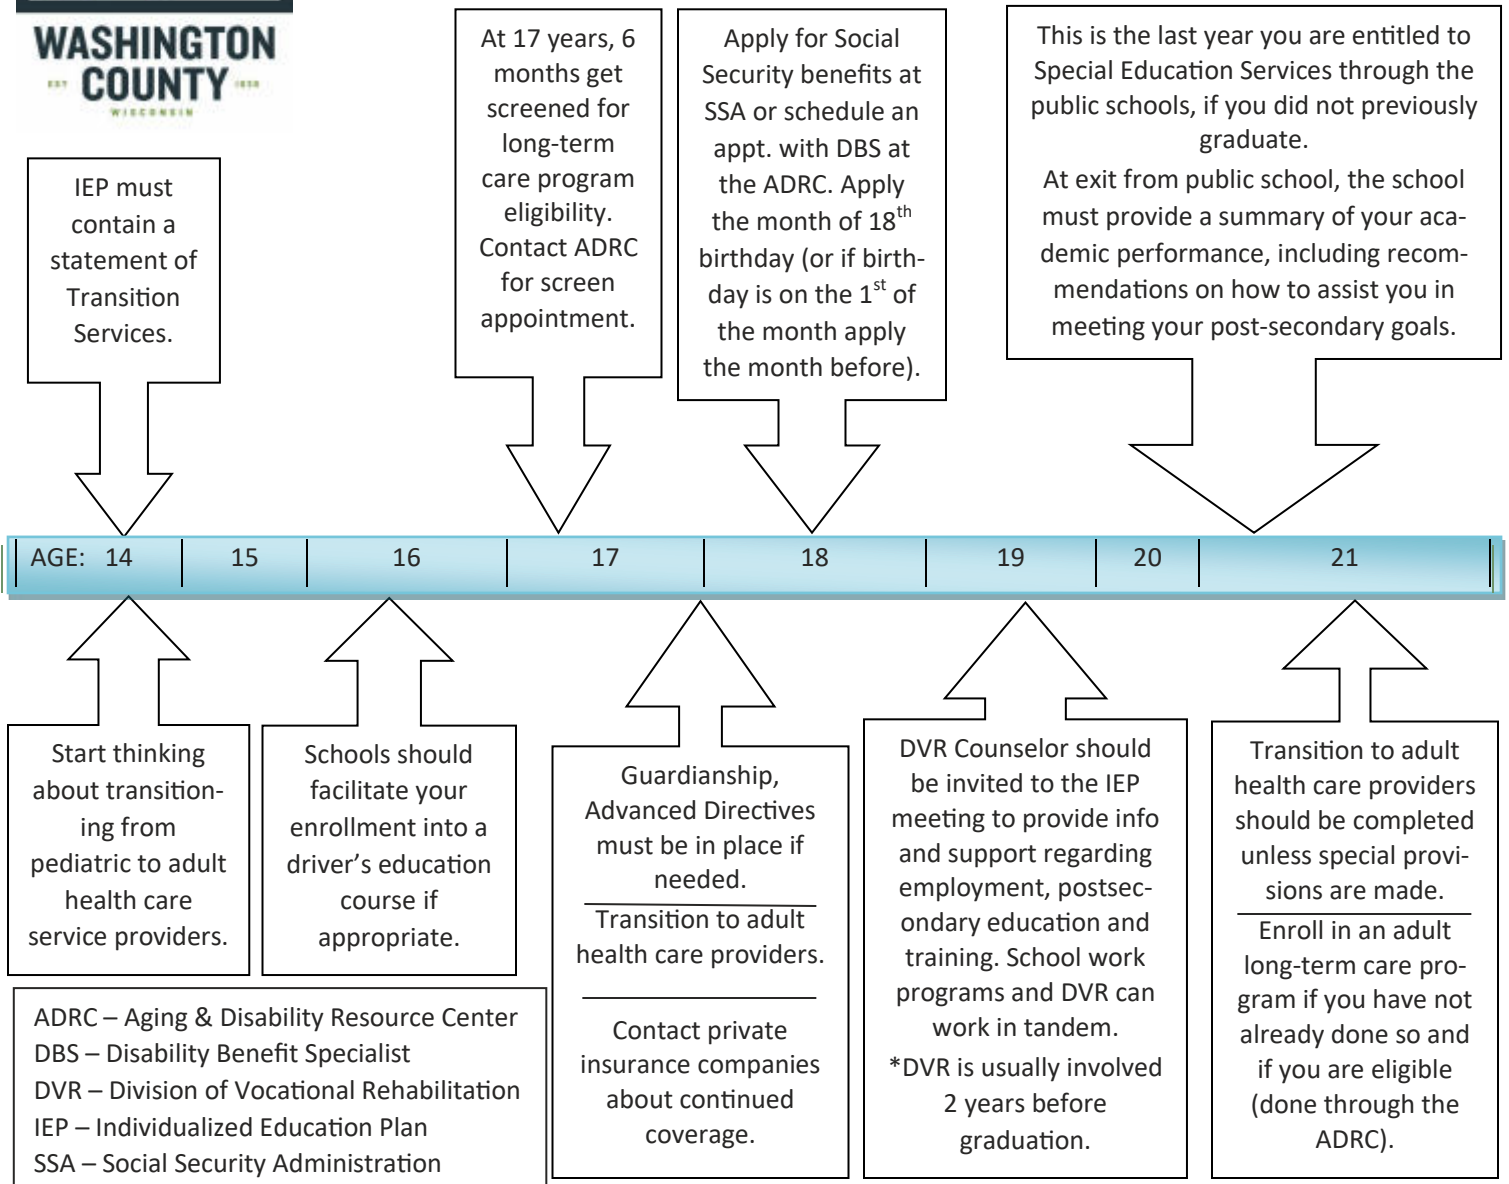 WASHINGTON
EST COUNTY
WISCONSIN
IEP must
contain a
statement of
Transition
Services.
At 17 years, 6
months get
screened for
long-term
care program
eligibility.
Contact ADRC
for screen
appointment.
Apply for Social
Security benefits at
SSA or schedule an
appt. with DBS at
the ADRC. Apply
the month of 18th
birthday (or if birth-
day is on the 1st of
the month apply
the month before).
This is the last year you are entitled to
Special Education Services through the
public schools, if you did not previously
graduate.
At exit from public school, the school
must provide a summary of your aca-
demic performance, including recom-
mendations on how to assist you in
meeting your post-secondary goals.
AGE: 14 15 16 17 18 19 20 21
Start thinking
about transition-
ing from
pediatric to adult
health care
service providers.
Schools should
facilitate your
enrollment into a
driver’s education
course if
appropriate.
Guardianship,
Advanced Directives
must be in place if
needed.
Transition to adult
health care providers.
Contact private
insurance companies
about continued
coverage.
DVR Counselor should
be invited to the IEP
meeting to provide info
and support regarding
employment, postsec-
ondary education and
training. School work
programs and DVR can
work in tandem.
*DVR is usually involved
2 years before
graduation.
Transition to adult
health care providers
should be completed
unless special provi-
sions are made.
Enroll in an adult
long-term care pro-
gram if you have not
already done so and
if you are eligible
(done through the
ADRC).
ADRC – Aging & Disability Resource Center
DBS – Disability Benefit Specialist
DVR – Division of Vocational Rehabilitation
IEP – Individualized Education Plan
SSA – Social Security Administration